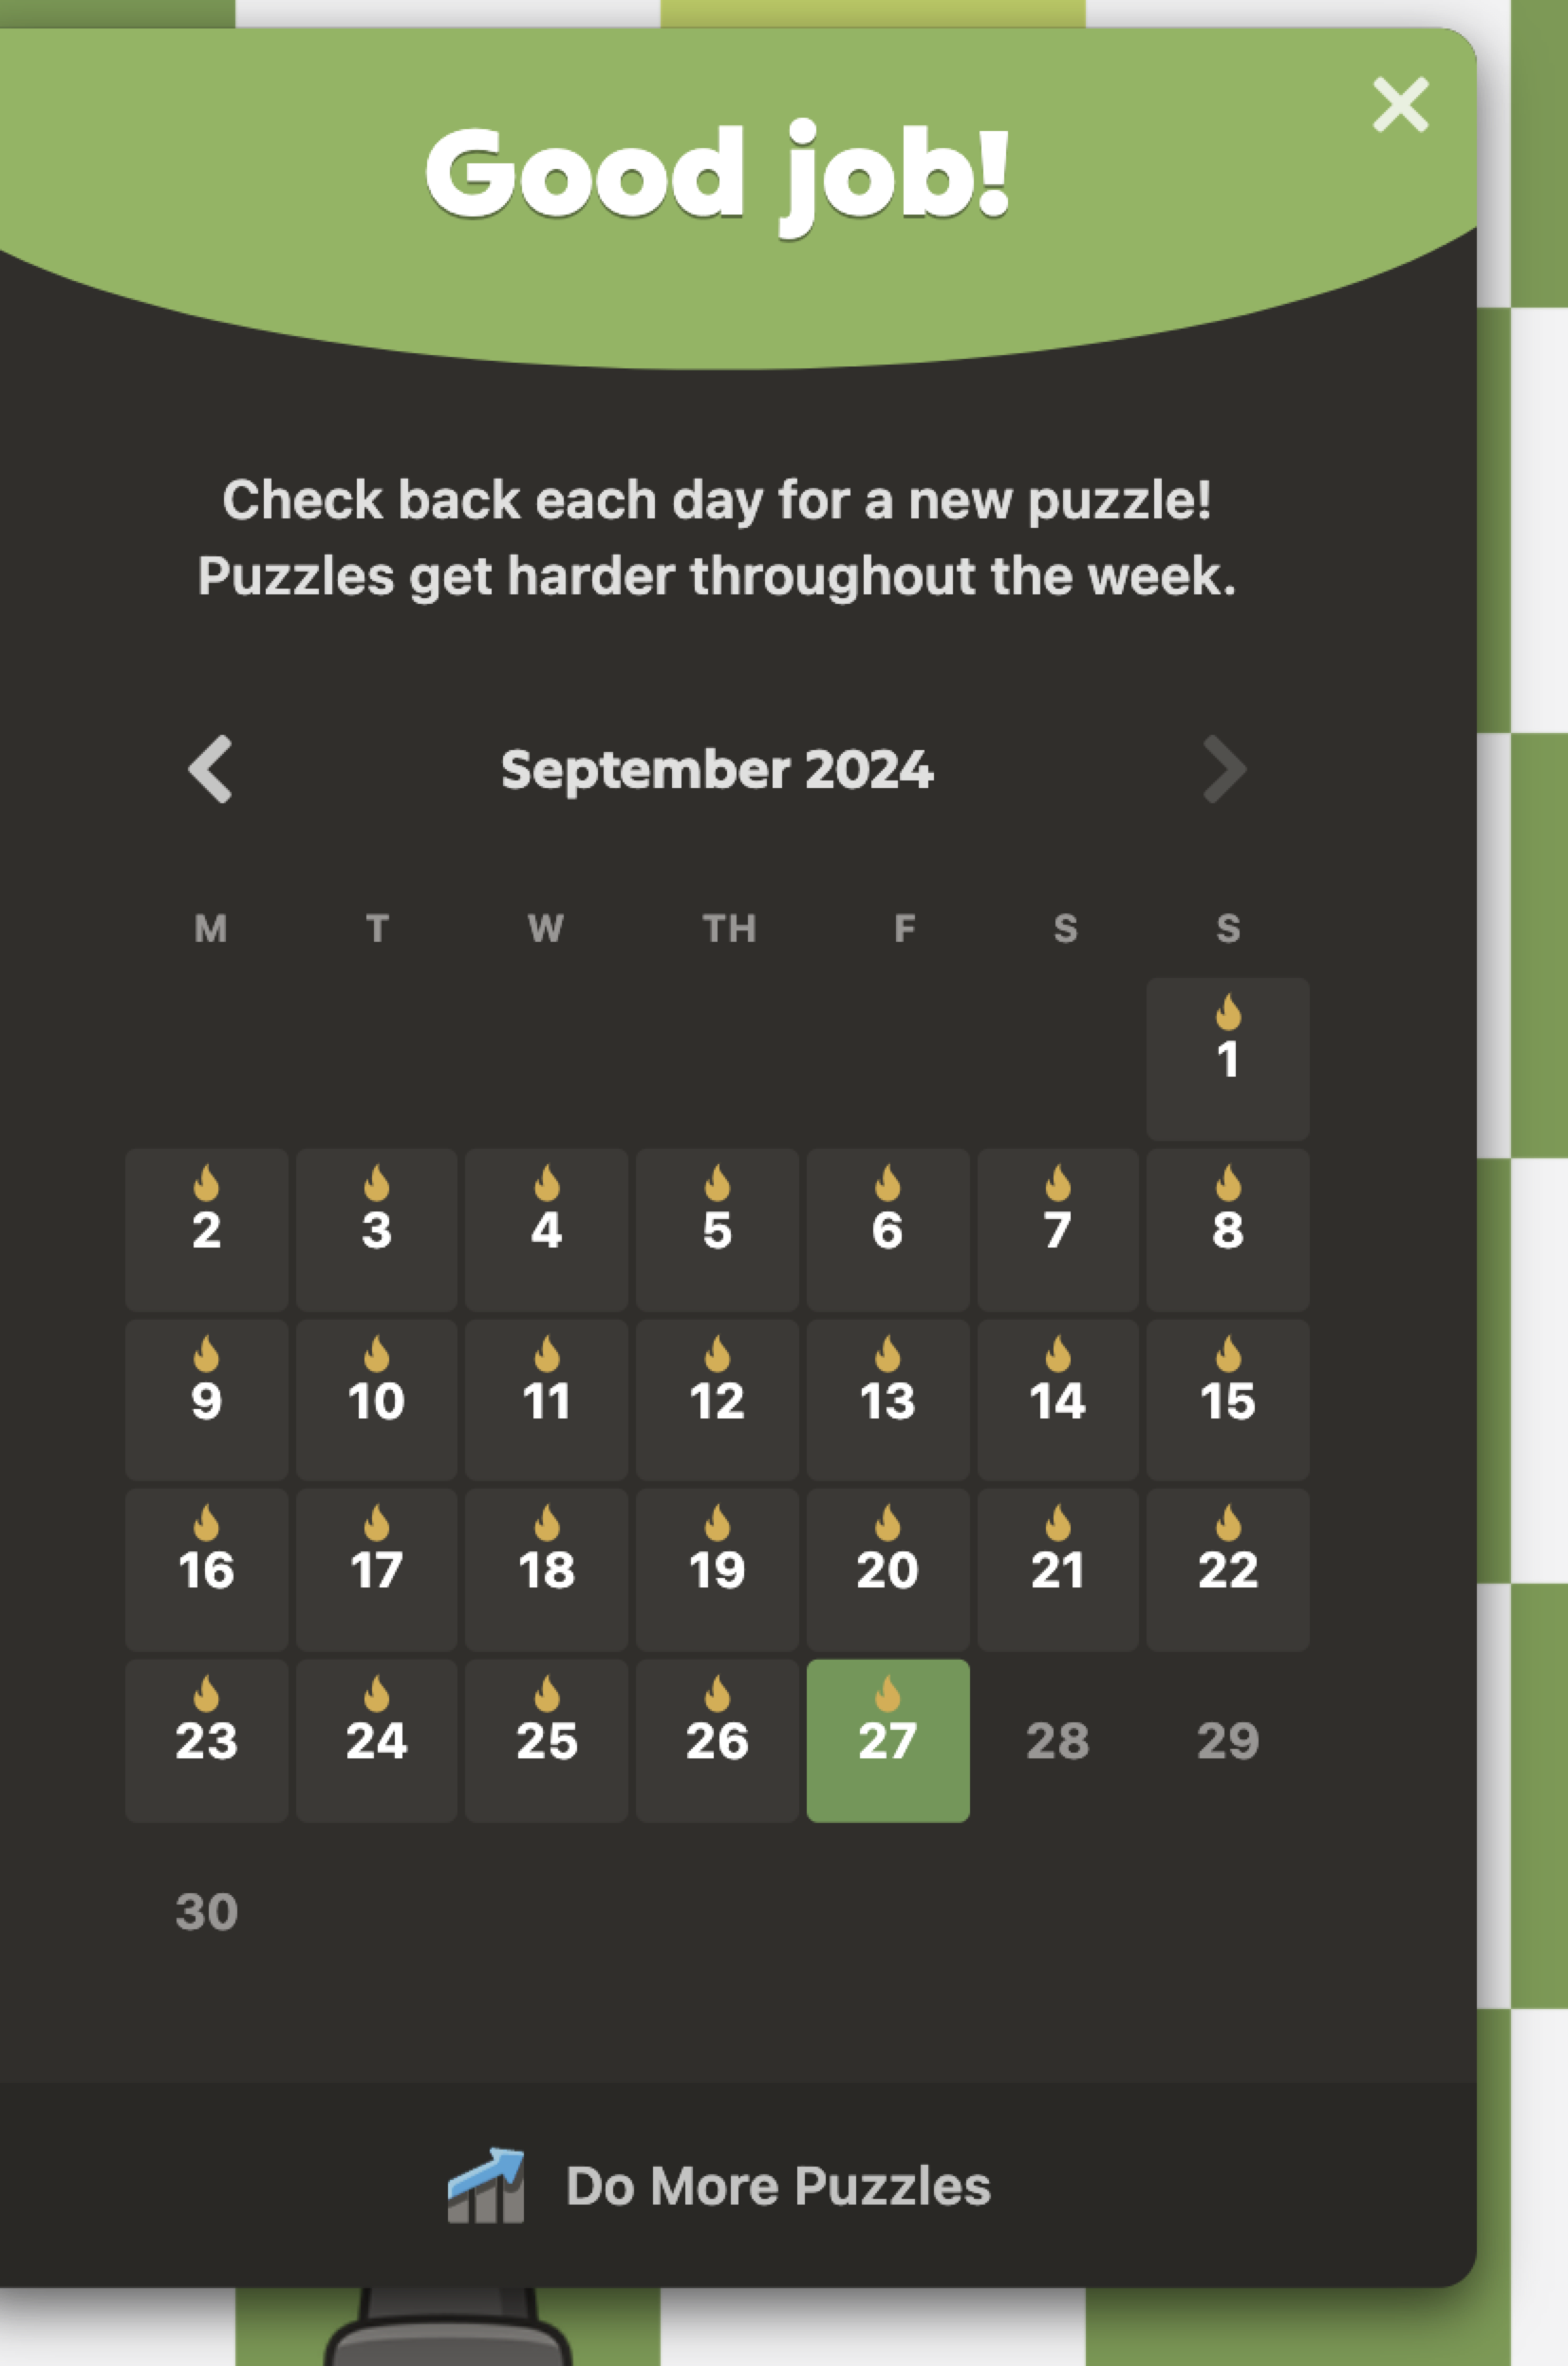 Good job!
Check back each day for a new puzzle!
Puzzles get harder throughout the week.
September 2024
M T W TH F S S
1
2 3 4 5 6 7 8
9 10 11 12 13 14 15
16 17 18 19 20 21 22
23 24 25 26 27 28 29
30
Do More Puzzles